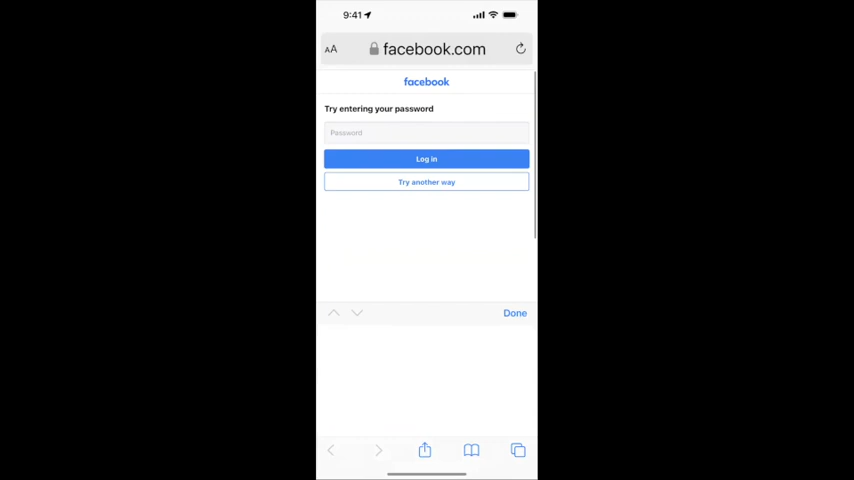 9:41
AA facebook.com
facebook
Try entering your password
Password
Log in
Try another way
Done